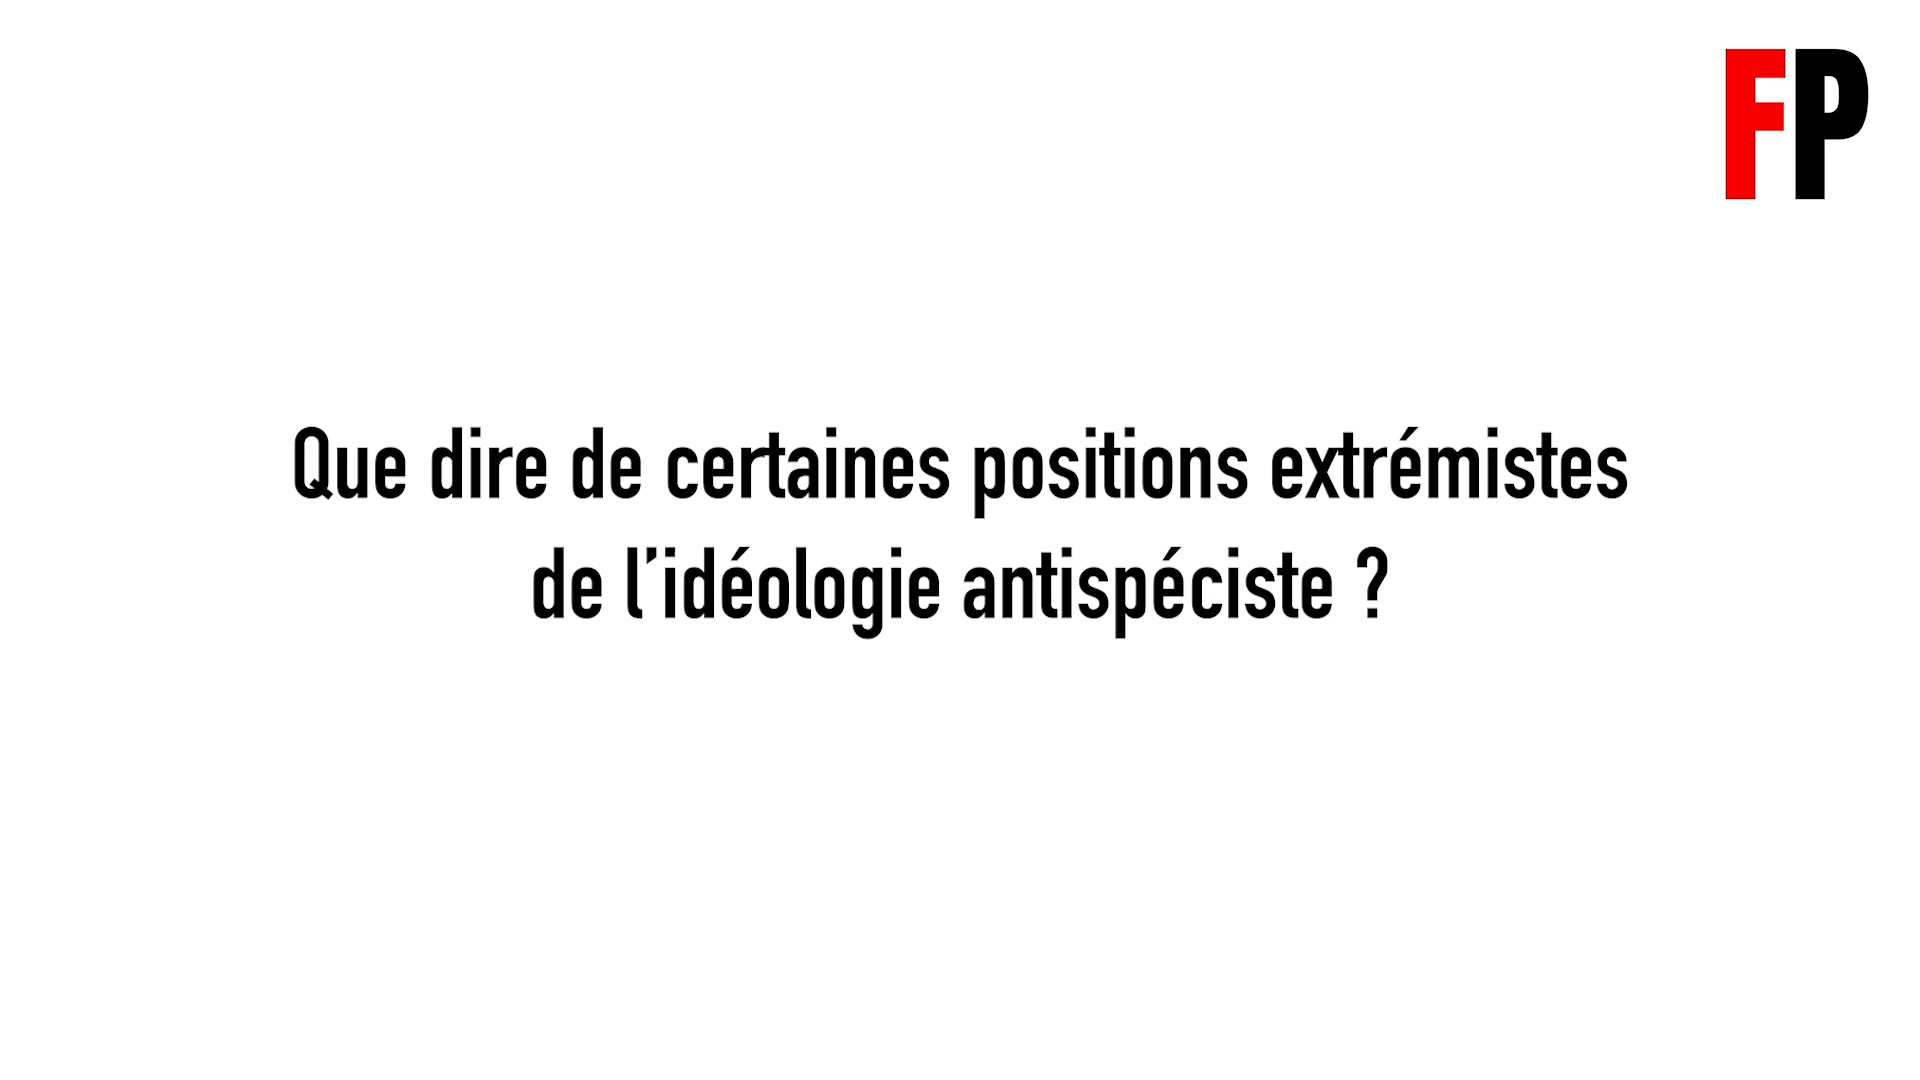 FP
Que dire de certaines positions extrémistes
de l’idéologie antispéciste ?